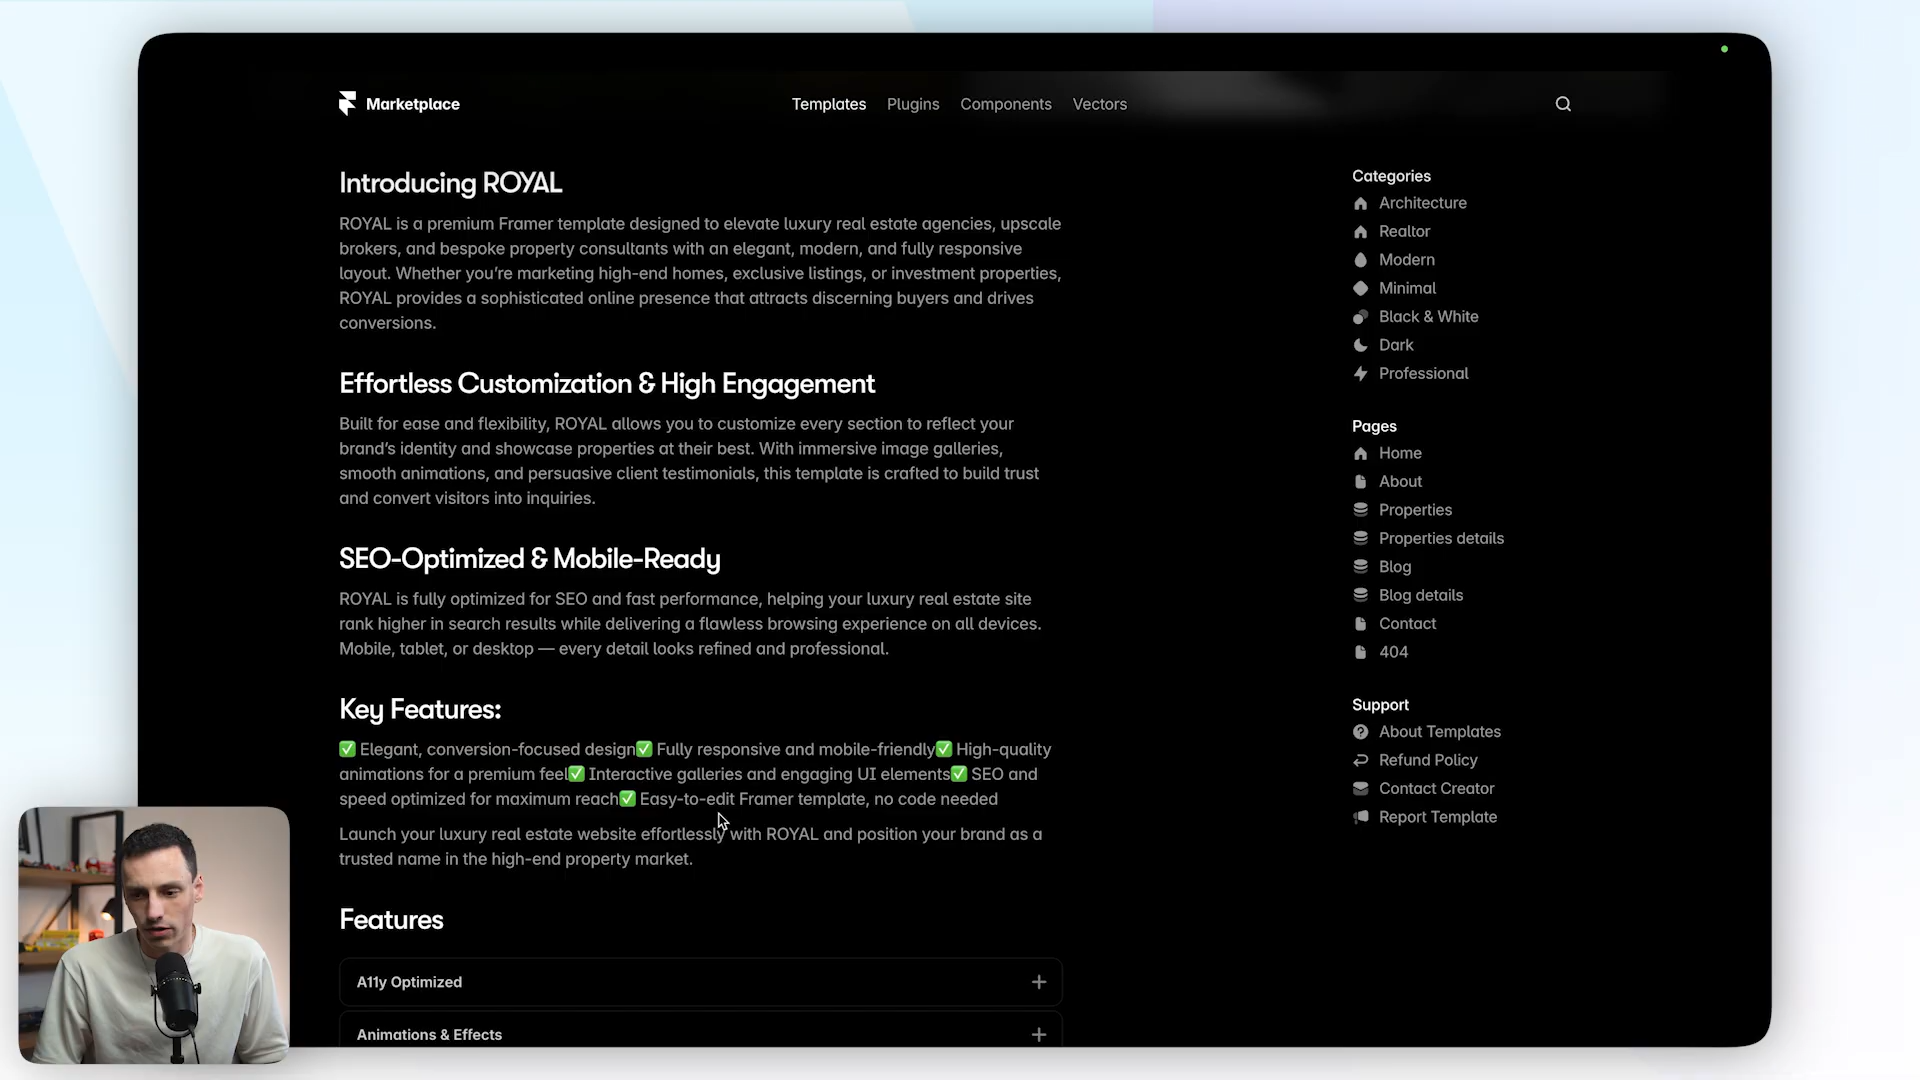 Marketplace
Templates Plugins Components Vectors
Introducing ROYAL
ROYAL is a premium Framer template designed to elevate luxury real estate agencies, upscale
brokers, and bespoke property consultants with an elegant, modern, and fully responsive
layout. Whether you're marketing high-end homes, exclusive listings, or investment properties,
ROYAL provides a sophisticated online presence that attracts discerning buyers and drives
conversions.
Effortless Customization & High Engagement
Built for ease and flexibility, ROYAL allows you to customize every section to reflect your
brand's identity and showcase properties at their best. With immersive image galleries,
smooth animations, and persuasive client testimonials, this template is crafted to build trust
and convert visitors into inquiries.
SEO-Optimized & Mobile-Ready
ROYAL is fully optimized for SEO and fast performance, helping your luxury real estate site
rank higher in search results while delivering a flawless browsing experience on all devices.
Mobile, tablet, or desktop — every detail looks refined and professional.
Key Features:
✅ Elegant, conversion-focused design✅ Fully responsive and mobile-friendly✅ High-quality
animations for a premium feel✅ Interactive galleries and engaging UI elements✅ SEO and
speed optimized for maximum reach✅ Easy-to-edit Framer template, no code needed
Launch your luxury real estate website effortlessly with ROYAL and position your brand as a
trusted name in the high-end property market.
Features
A11y Optimized
Animations & Effects
Categories
Architecture
Realtor
Modern
Minimal
Black & White
Dark
Professional
Pages
Home
About
Properties
Properties details
Blog
Blog details
Contact
404
Support
About Templates
Refund Policy
Contact Creator
Report Template